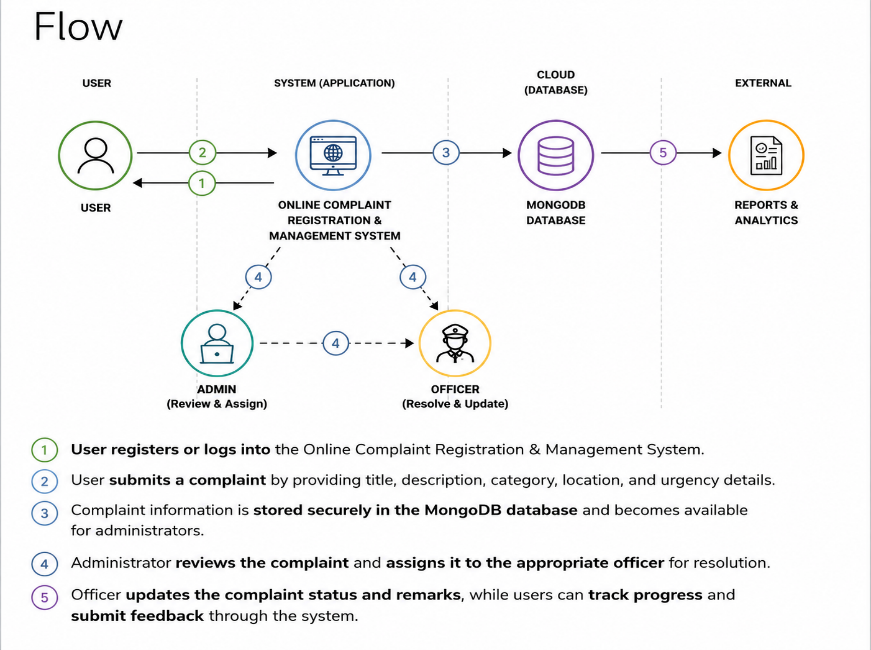 Flow
USER
SYSTEM (APPLICATION)
CLOUD
(DATABASE)
EXTERNAL
2
3
5
1
USER
ONLINE COMPLAINT
REGISTRATION &
MANAGEMENT SYSTEM
MONGODB
DATABASE
REPORTS &
ANALYTICS
4
4
4
ADMIN
(Review & Assign)
OFFICER
(Resolve & Update)
1 User registers or logs into the Online Complaint Registration & Management System.
2 User submits a complaint by providing title, description, category, location, and urgency details.
3 Complaint information is stored securely in the MongoDB database and becomes available
for administrators.
4 Administrator reviews the complaint and assigns it to the appropriate officer for resolution.
5 Officer updates the complaint status and remarks, while users can track progress and
submit feedback through the system.